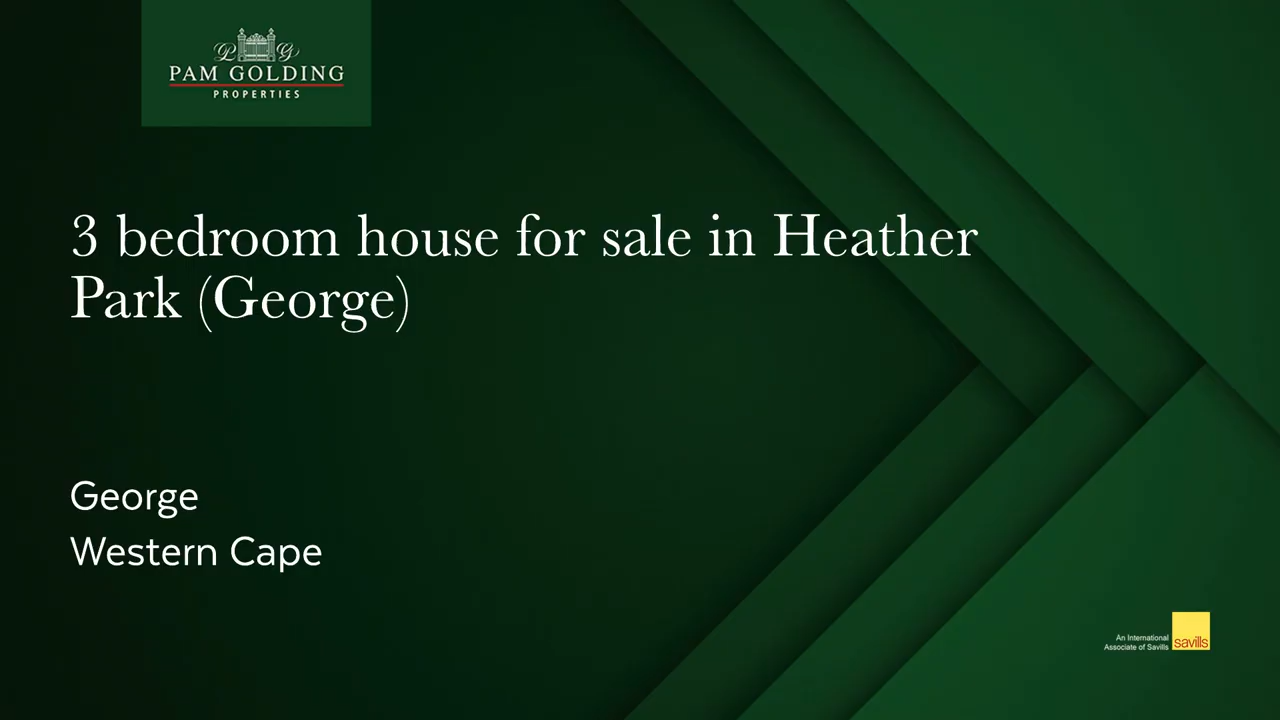 P G
PAM GOLDING
PROPERTIES
3 bedroom house for sale in Heather
Park (George)
George
Western Cape
An International
Associate of Savills
savills